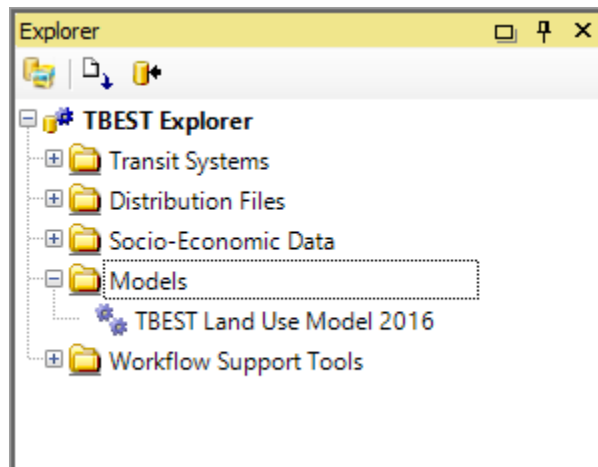 Explorer
TBEST Explorer
Transit Systems
Distribution Files
Socio-Economic Data
Models
TBEST Land Use Model 2016
Workflow Support Tools